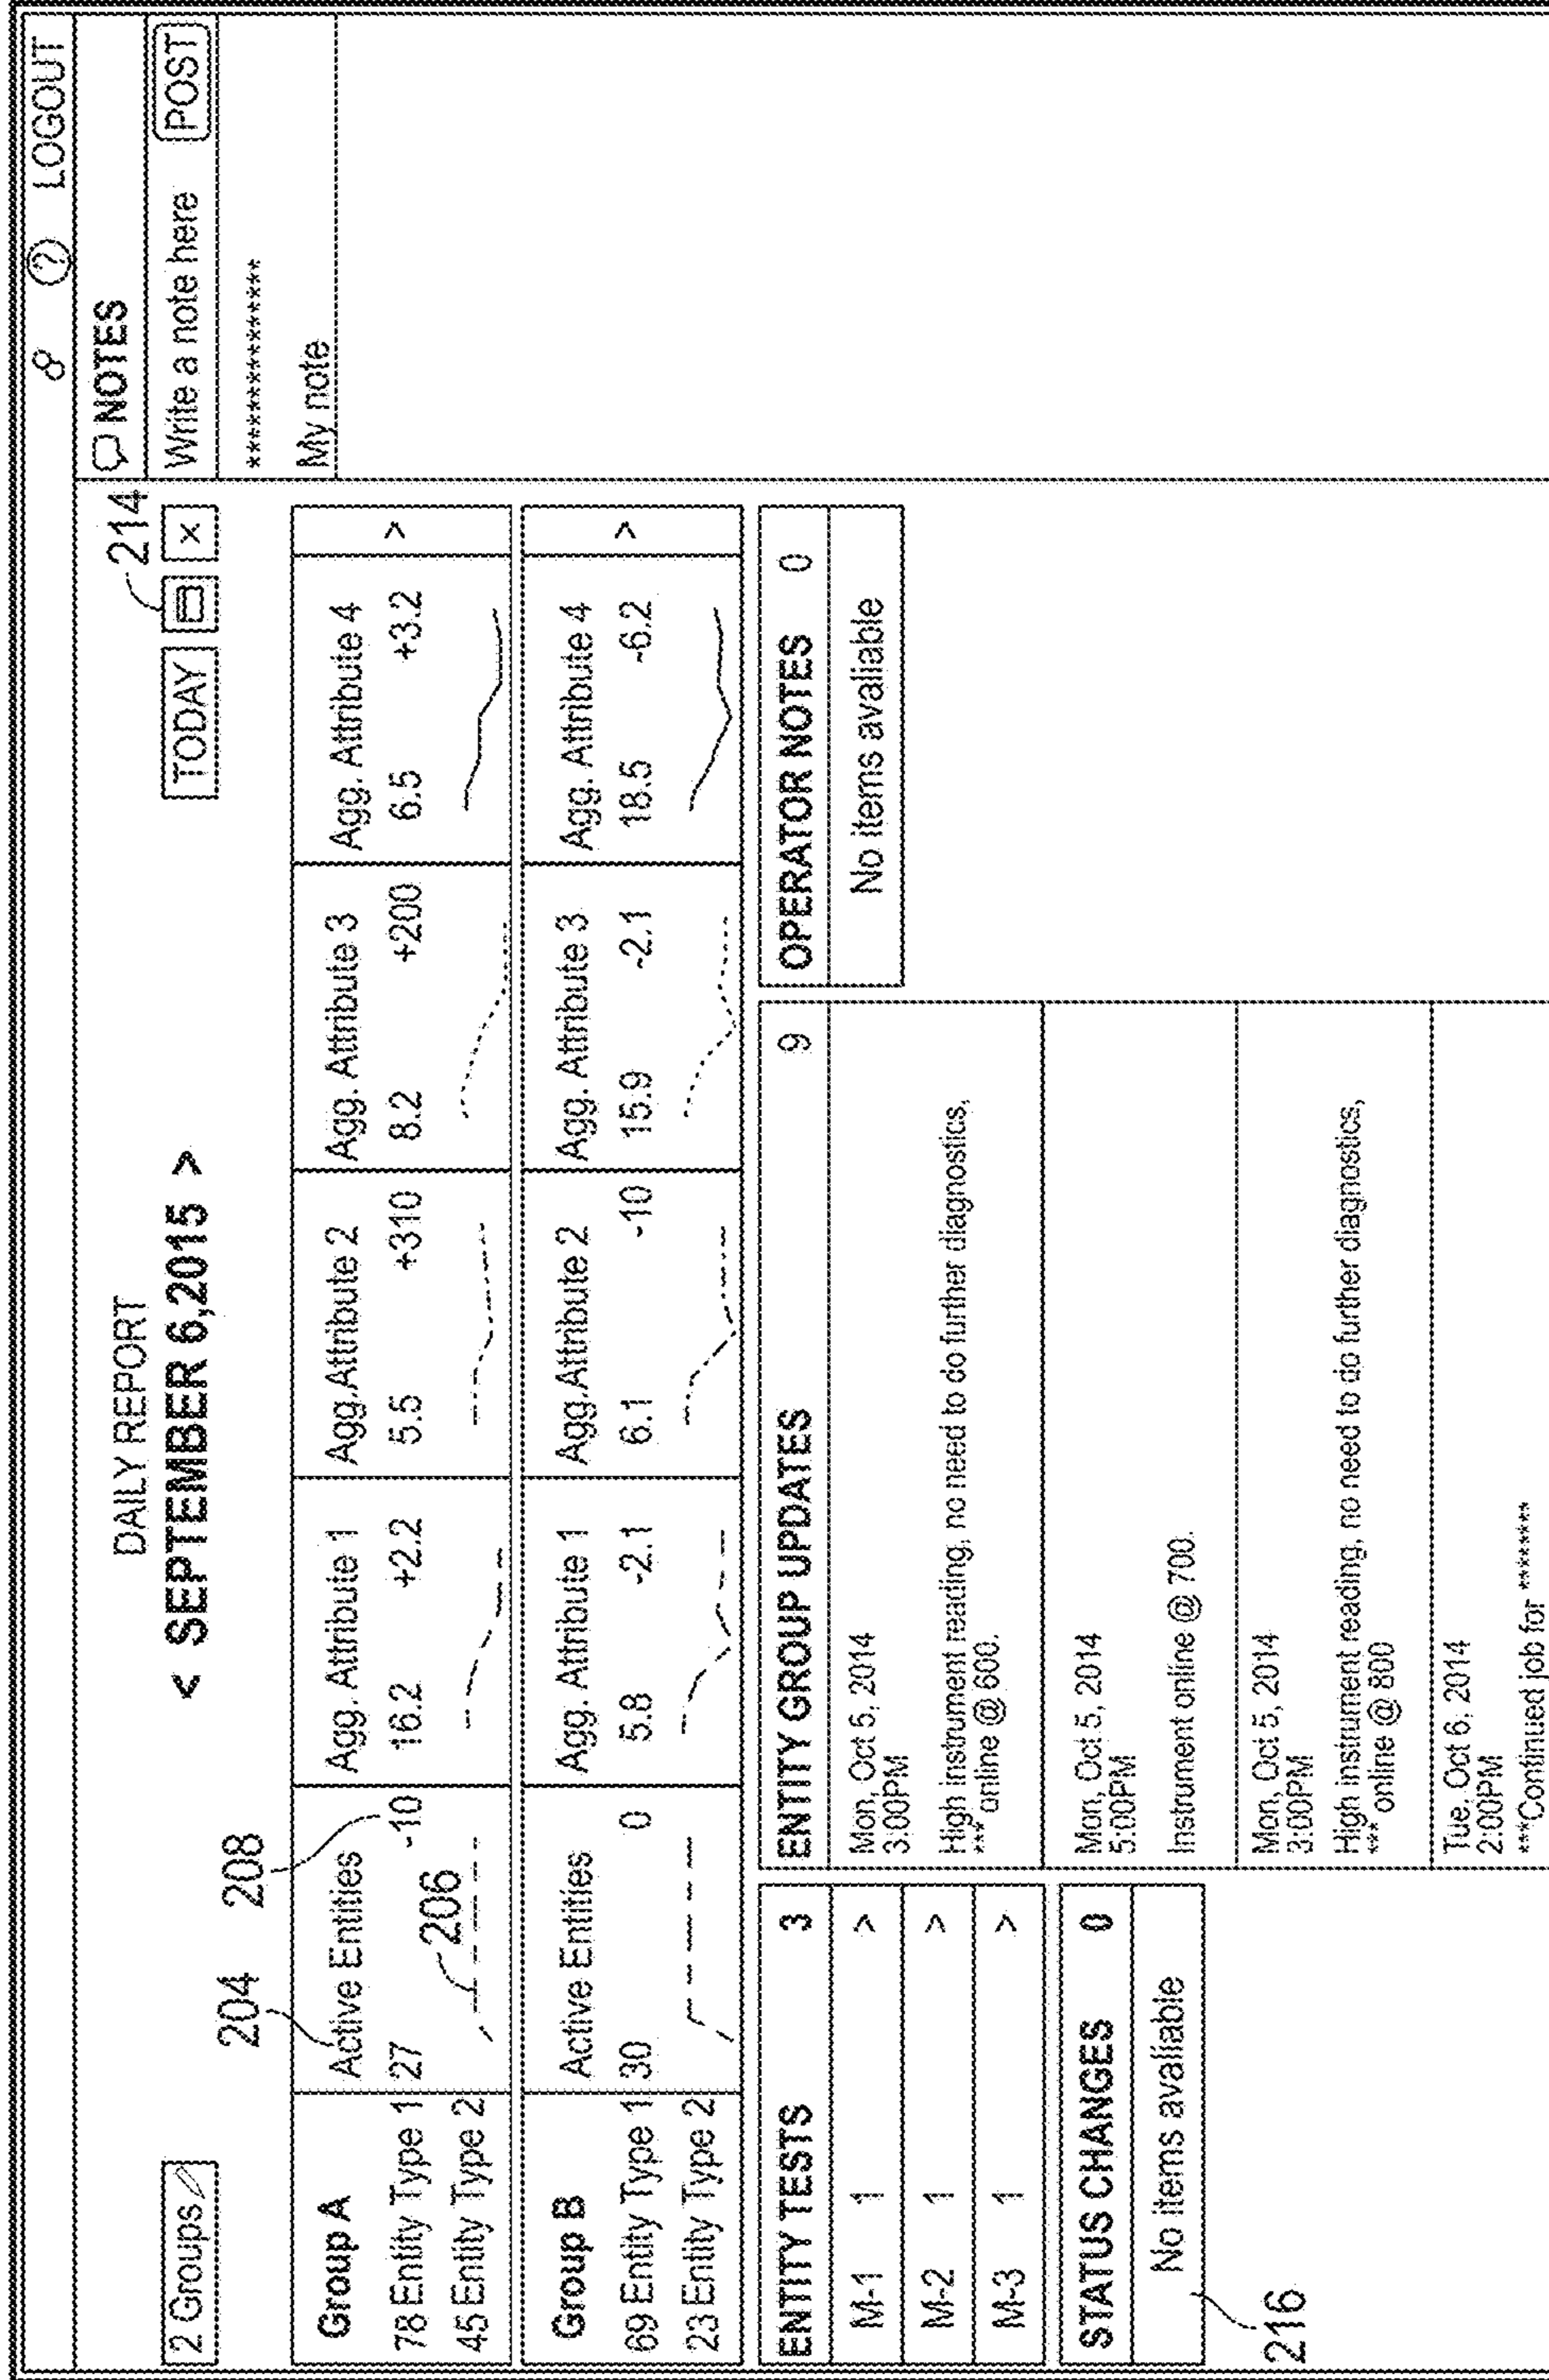 LOGOUT
DAILY REPORT
NOTES
214
2 Groups
< SEPTEMBER 6,2015 >
TODAY
×
Write a note here
POST
204
208
*************
My note
Group A
78 Entity Type 1
45 Entity Type 2
Active Entities
27 -10
206
Agg. Attribute 1
16.2 +2.2
Agg.Attribute 2
5.5 +310
Agg. Attribute 3
8.2 +200
Agg. Attribute 4
6.5 +3.2
>
Group B
69 Entity Type 1
23 Entity Type 2
Active Entities
30 0
Agg. Attribute 1
5.8 -2.1
Agg.Attribute 2
6.1 -10
Agg. Attribute 3
15.9 -2.1
Agg. Attribute 4
18.5 -6.2
>
ENTITY TESTS 3
M-1 1 >
M-2 1 >
M-3 1 >
STATUS CHANGES 0
No items avaliable
216
ENTITY GROUP UPDATES 9
Mon, Oct 5, 2014
3:00PM
High instrument reading, no need to do further diagnostics,
*** online @ 600.
Mon, Oct 5, 2014
5:00PM
Instrument online @ 700.
Mon, Oct 5, 2014
3:00PM
High instrument reading, no need to do further diagnostics,
*** online @ 800
Tue, Oct 6, 2014
2:00PM
***Continued job for ********
OPERATOR NOTES 0
No items avaliable